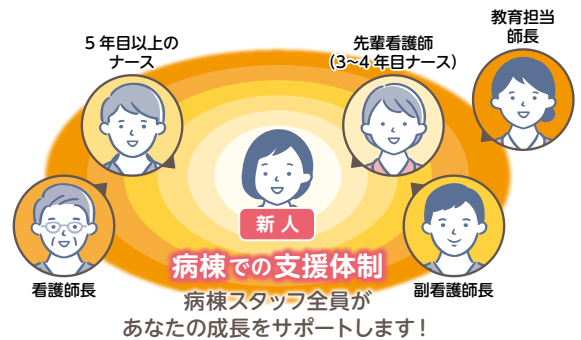 教育担当
師長
5年目以上の
ナース
先輩看護師
(3~4年目ナース)
新人
看護師長
副看護師長
病棟での支援体制
病棟スタッフ全員が
あなたの成長をサポートします!